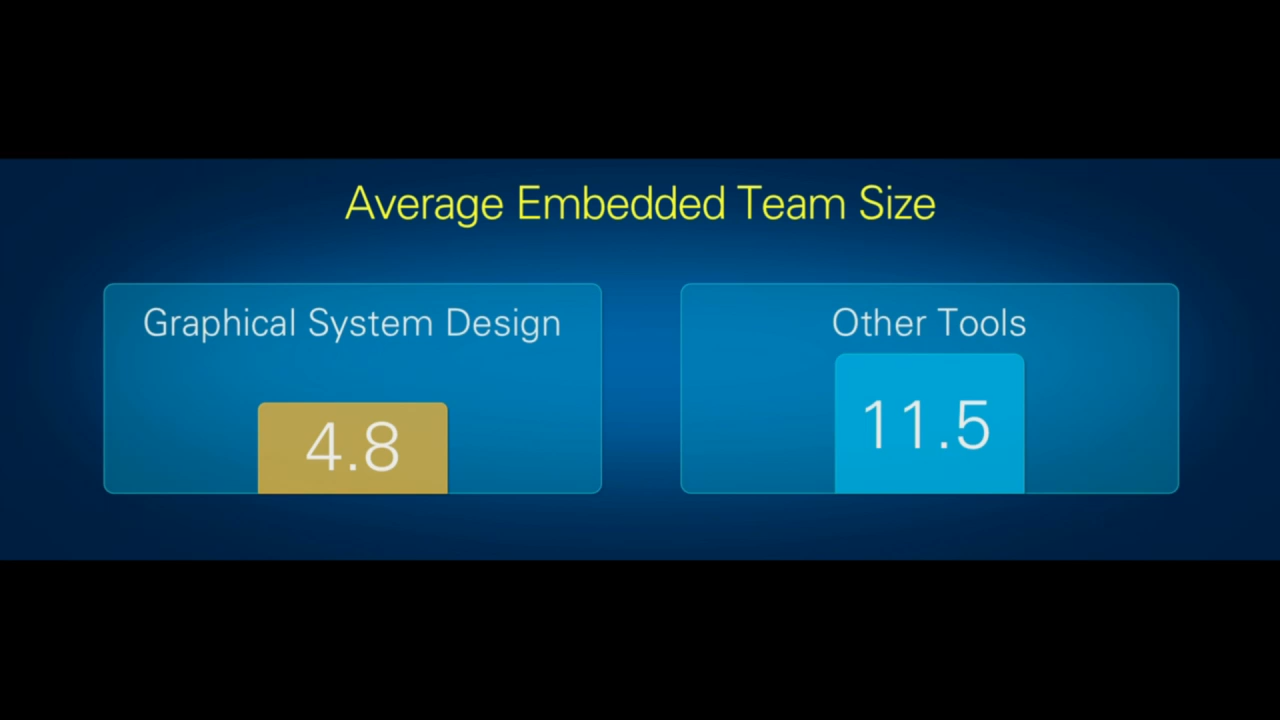 Average Embedded Team Size
Graphical System Design
4.8
Other Tools
11.5